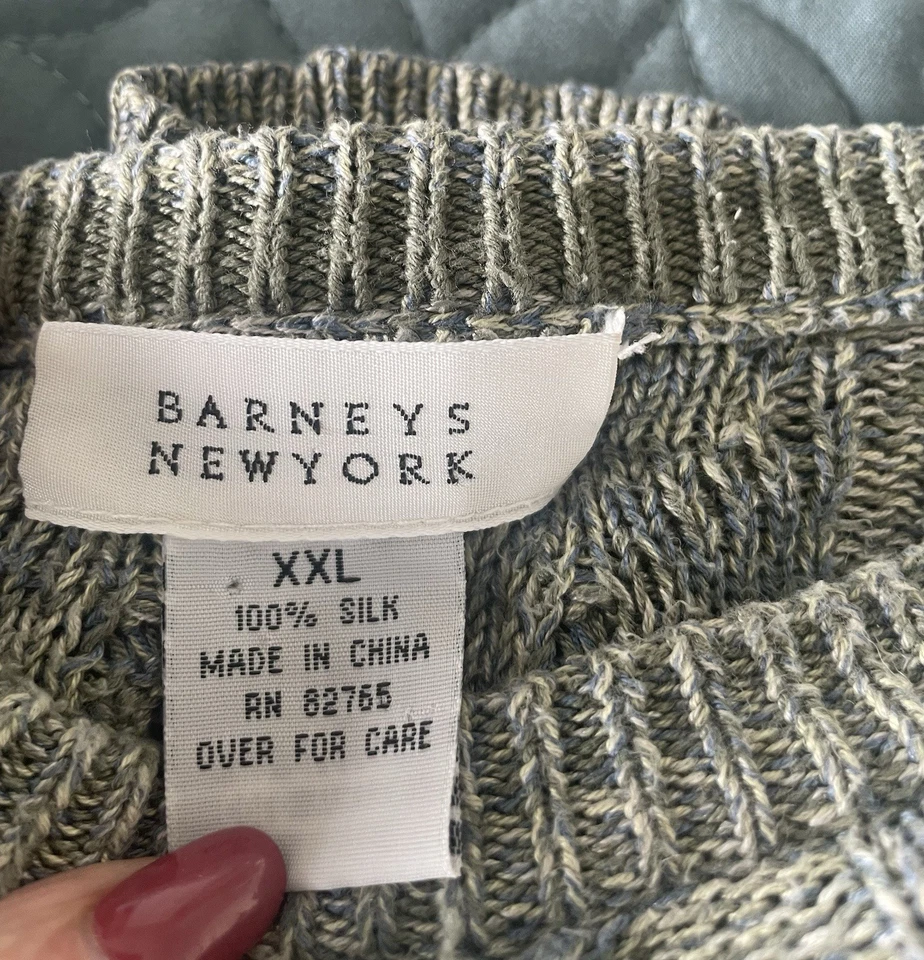 BARNEYS
NEWYORK
XXL
100% SILK
MADE IN CHINA
RN 82765
OVER FOR CARE